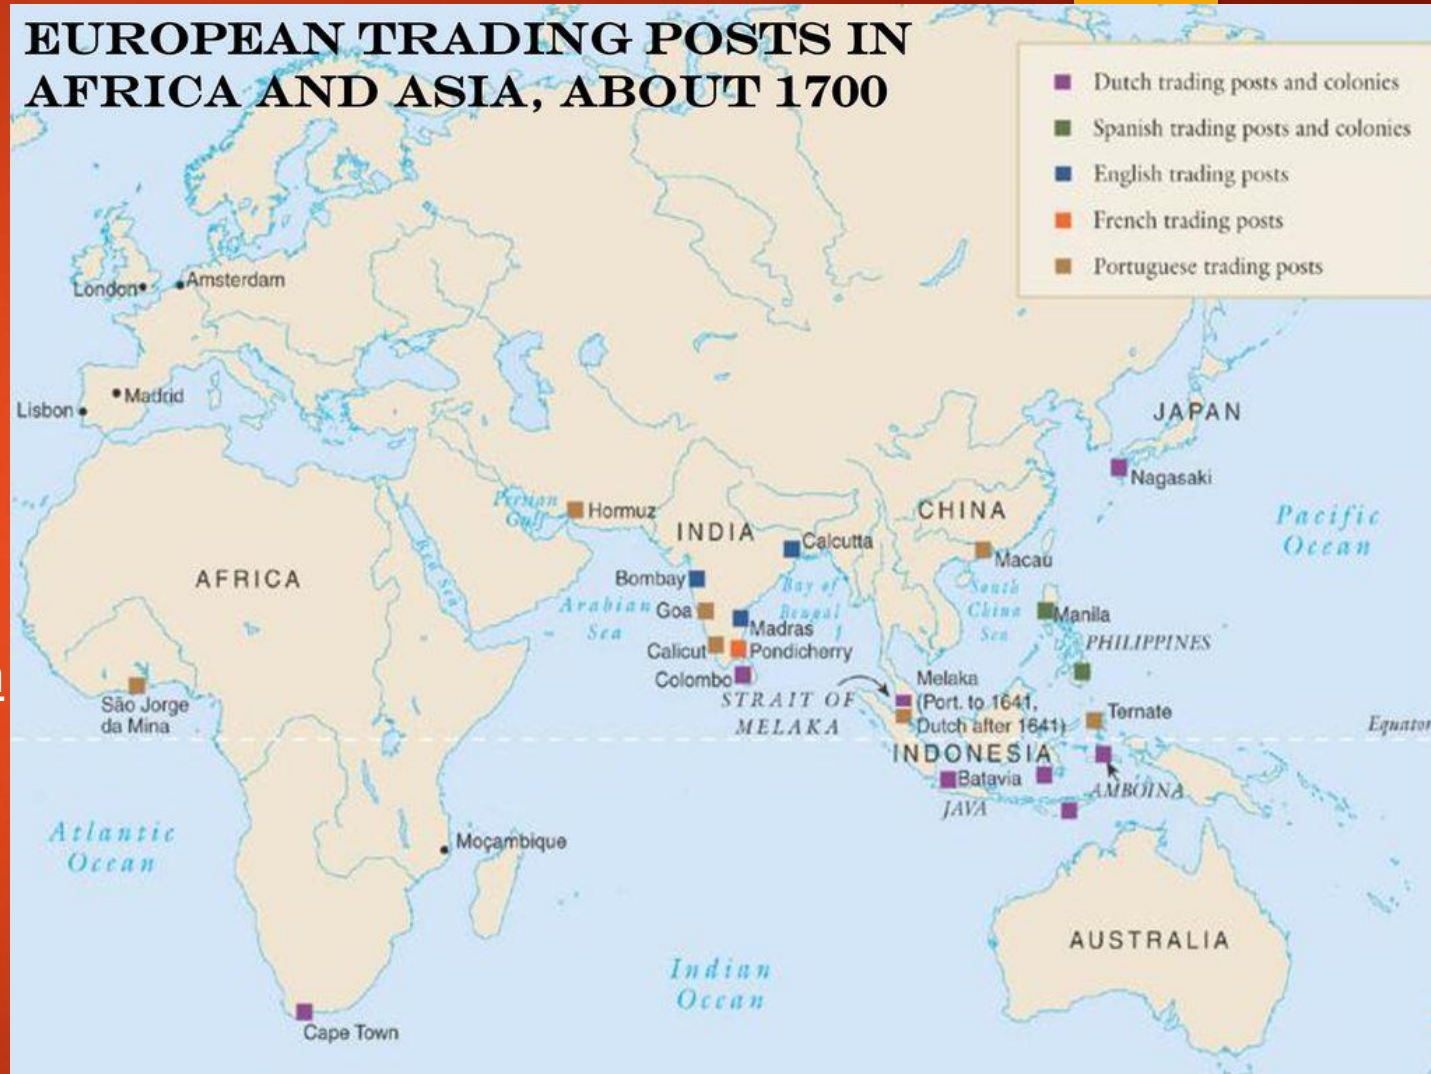 EUROPEAN TRADING POSTS IN
AFRICA AND ASIA, ABOUT 1700
Dutch trading posts and colonies
Spanish trading posts and colonies
English trading posts
French trading posts
Portuguese trading posts
London
Amsterdam
Madrid
Lisbon
JAPAN
Nagasaki
Persian
Gulf
Hormuz
INDIA
CHINA
Pacific
Ocean
Calcutta
Macau
AFRICA
Red Sea
Bombay
Arabian
Sea
Goa
Bay of
Bengal
South
China
Sea
Manila
Madras
PHILIPPINES
Calicut
Pondicherry
Colombo
STRAIT OF
MELAKA
Melaka
(Port. to 1641,
Dutch after 1641)
São Jorge
da Mina
Ternate
Equator
INDONESIA
Batavia
AMBOINA
JAVA
Atlantic
Ocean
Moçambique
AUSTRALIA
Indian
Ocean
Cape Town